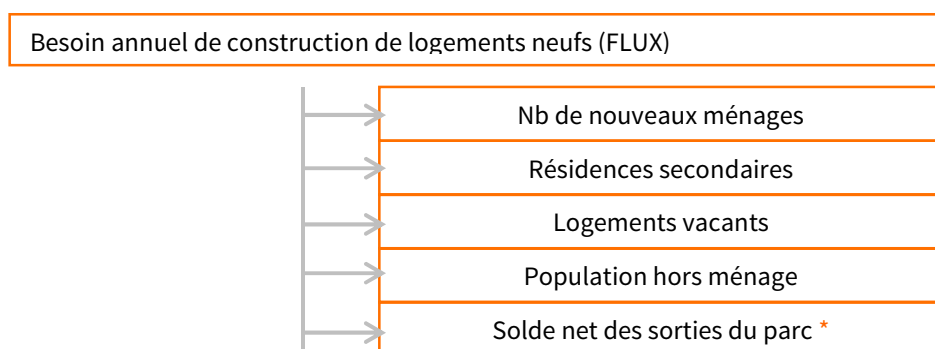 Besoin annuel de construction de logements neufs (FLUX)
Nb de nouveaux ménages
Résidences secondaires
Logements vacants
Population hors ménage
Solde net des sorties du parc *